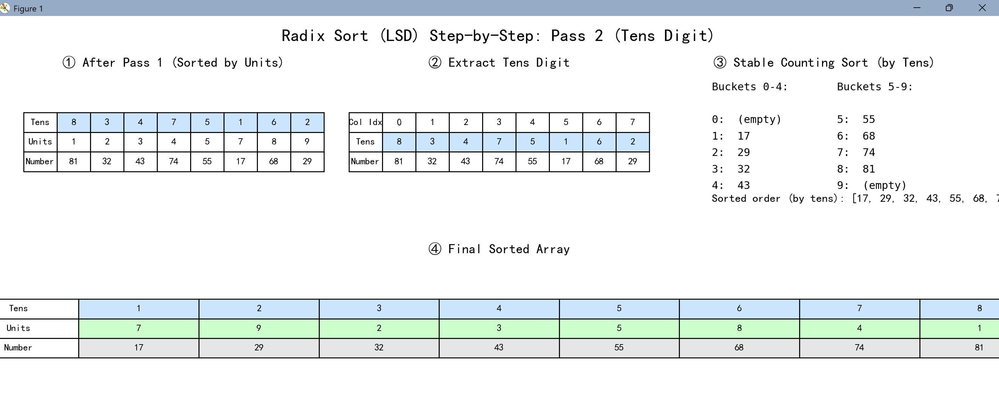 Figure 1
Radix Sort (LSD) Step-by-Step: Pass 2 (Tens Digit)
① After Pass 1 (Sorted by Units)
Tens 8 3 4 7 5 1 6 2
Units 1 2 3 4 5 7 8 9
Number 81 32 43 74 55 17 68 29
② Extract Tens Digit
Col Idx 0 1 2 3 4 5 6 7
Tens 8 3 4 7 5 1 6 2
Number 81 32 43 74 55 17 68 29
③ Stable Counting Sort (by Tens)
Buckets 0-4:
0: (empty)
1: 17
2: 29
3: 32
4: 43
Buckets 5-9:
5: 55
6: 68
7: 74
8: 81
9: (empty)
Sorted order (by tens): [17, 29, 32, 43, 55, 68,
④ Final Sorted Array
Tens 1 2 3 4 5 6 7 8
Units 7 9 2 3 5 8 4 1
Number 17 29 32 43 55 68 74 81